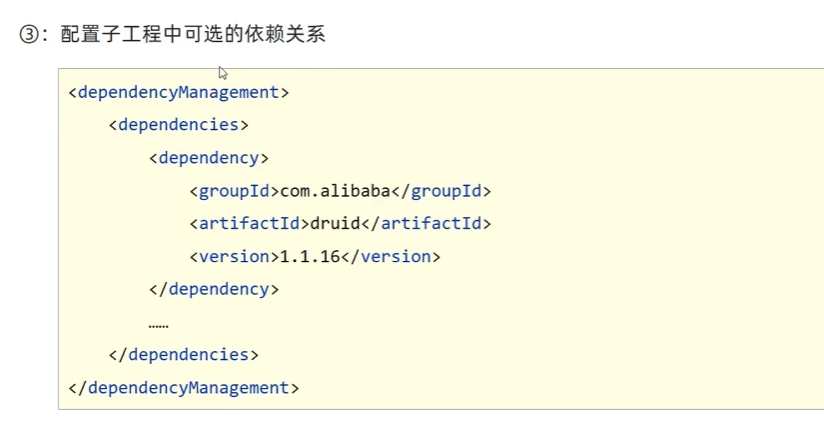 ③：配置子工程中可选的依赖关系
<dependencyManagement>
<dependencies>
<dependency>
<groupId>com.alibaba</groupId>
<artifactId>druid</artifactId>
<version>1.1.16</version>
</dependency>
……
</dependencies>
</dependencyManagement>